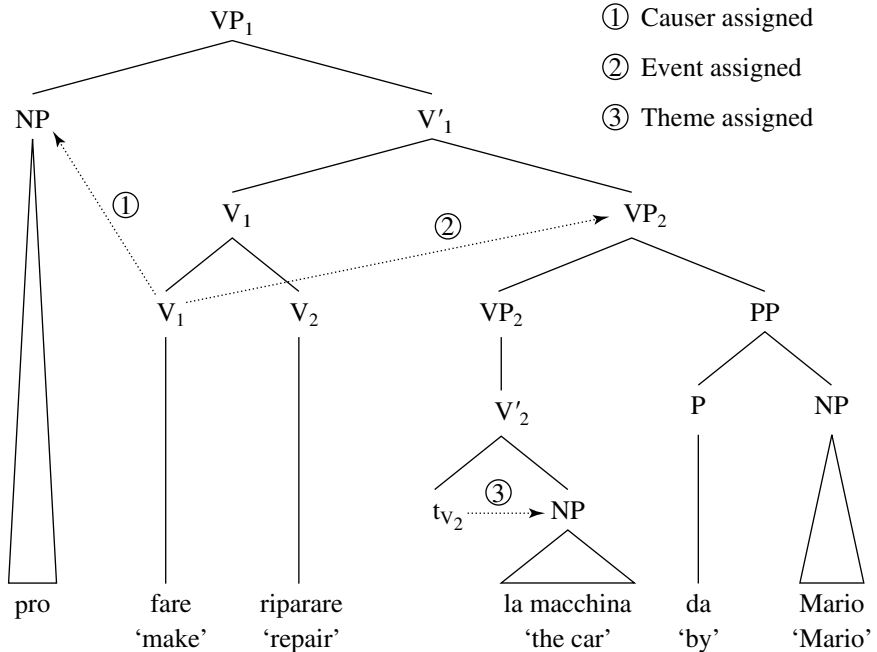 VP₁
① Causer assigned
② Event assigned
③ Theme assigned
NP V′₁
①
V₁ ② VP₂
V₁ V₂ VP₂ PP
V′₂ P NP
t_V₂ ③ NP
pro fare riparare la macchina da Mario
‘make’ ‘repair’ ‘the car’ ‘by’ ‘Mario’